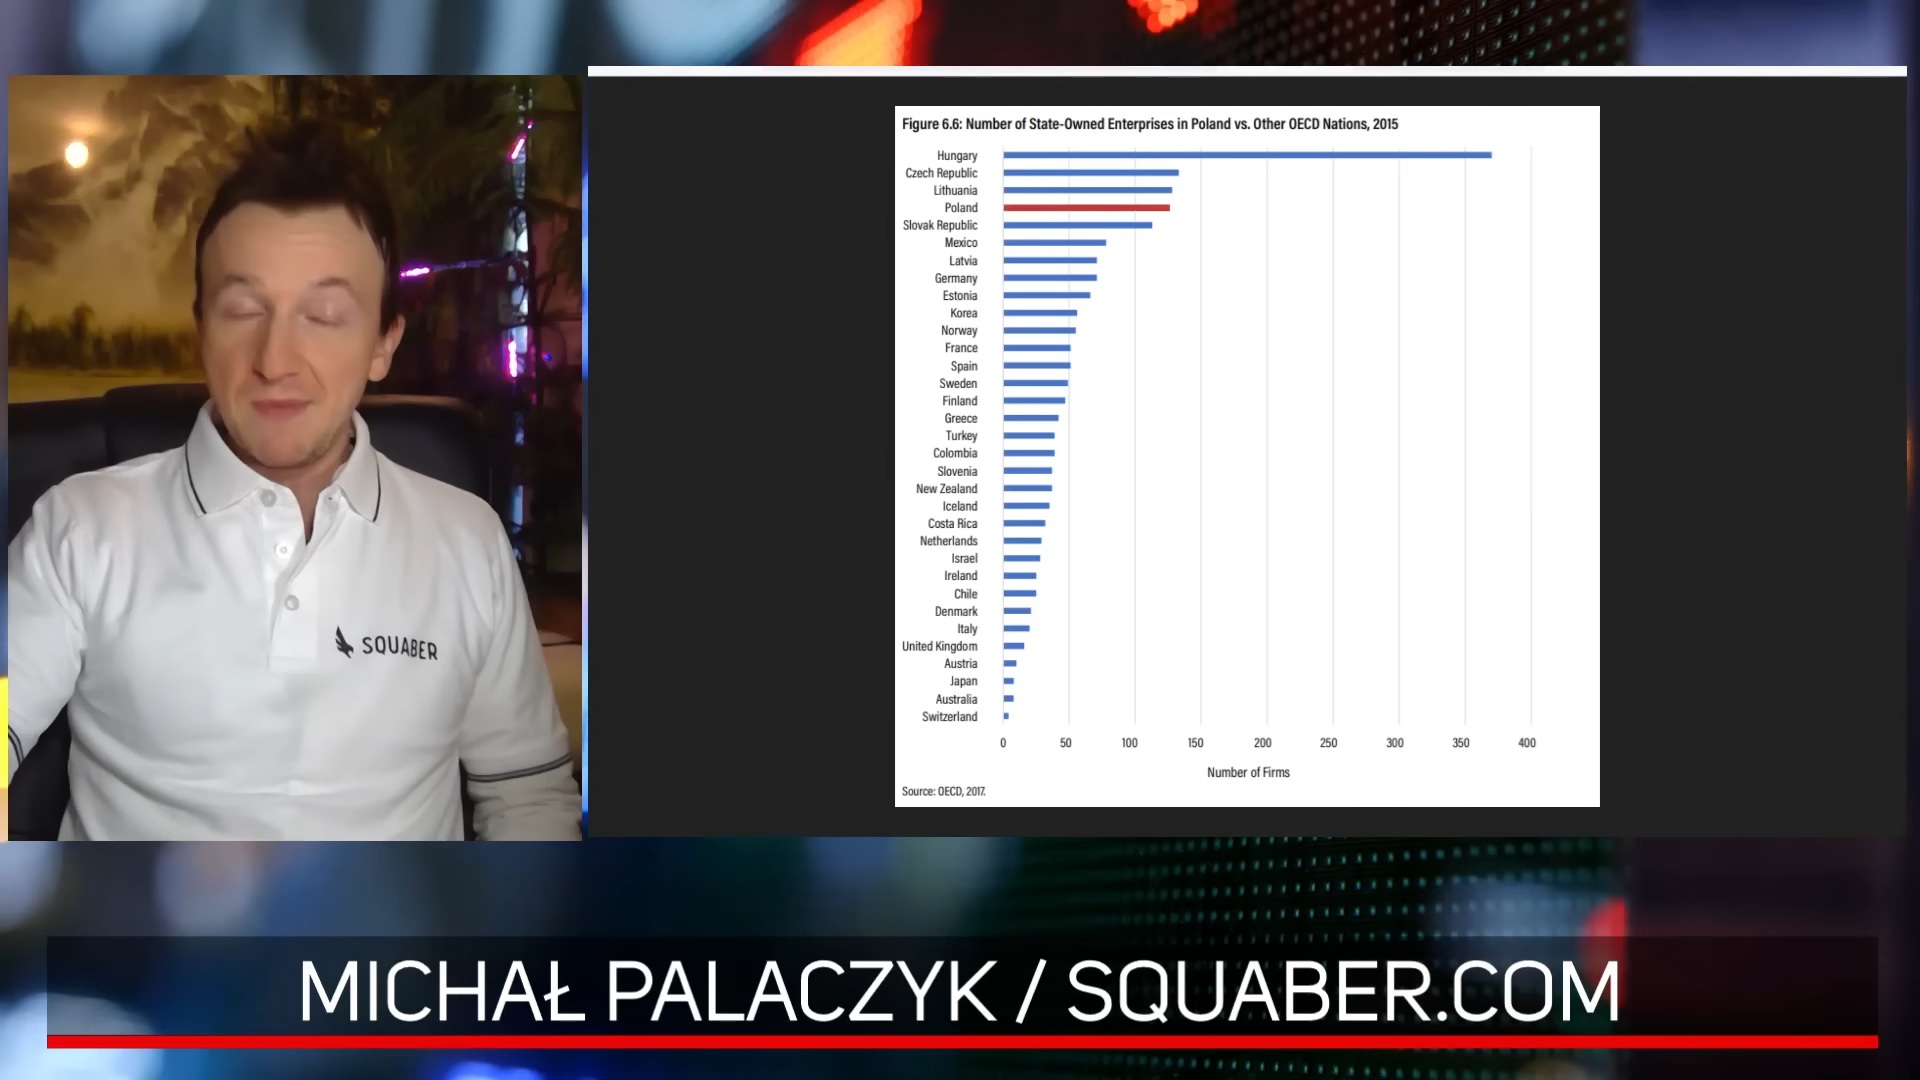 Figure 6.6: Number of State-Owned Enterprises in Poland vs. Other OECD Nations, 2015
Hungary
Czech Republic
Lithuania
Poland
Slovak Republic
Mexico
Latvia
Germany
Estonia
Korea
Norway
France
Spain
Sweden
Finland
Greece
Turkey
Colombia
Slovenia
New Zealand
Iceland
Costa Rica
Netherlands
Israel
Ireland
Chile
Denmark
Italy
United Kingdom
Austria
Japan
Australia
Switzerland
0 50 100 150 200 250 300 350 400
Number of Firms
Source: OECD, 2017.
SQUABER
MICHAŁ PALACZYK / SQUABER.COM